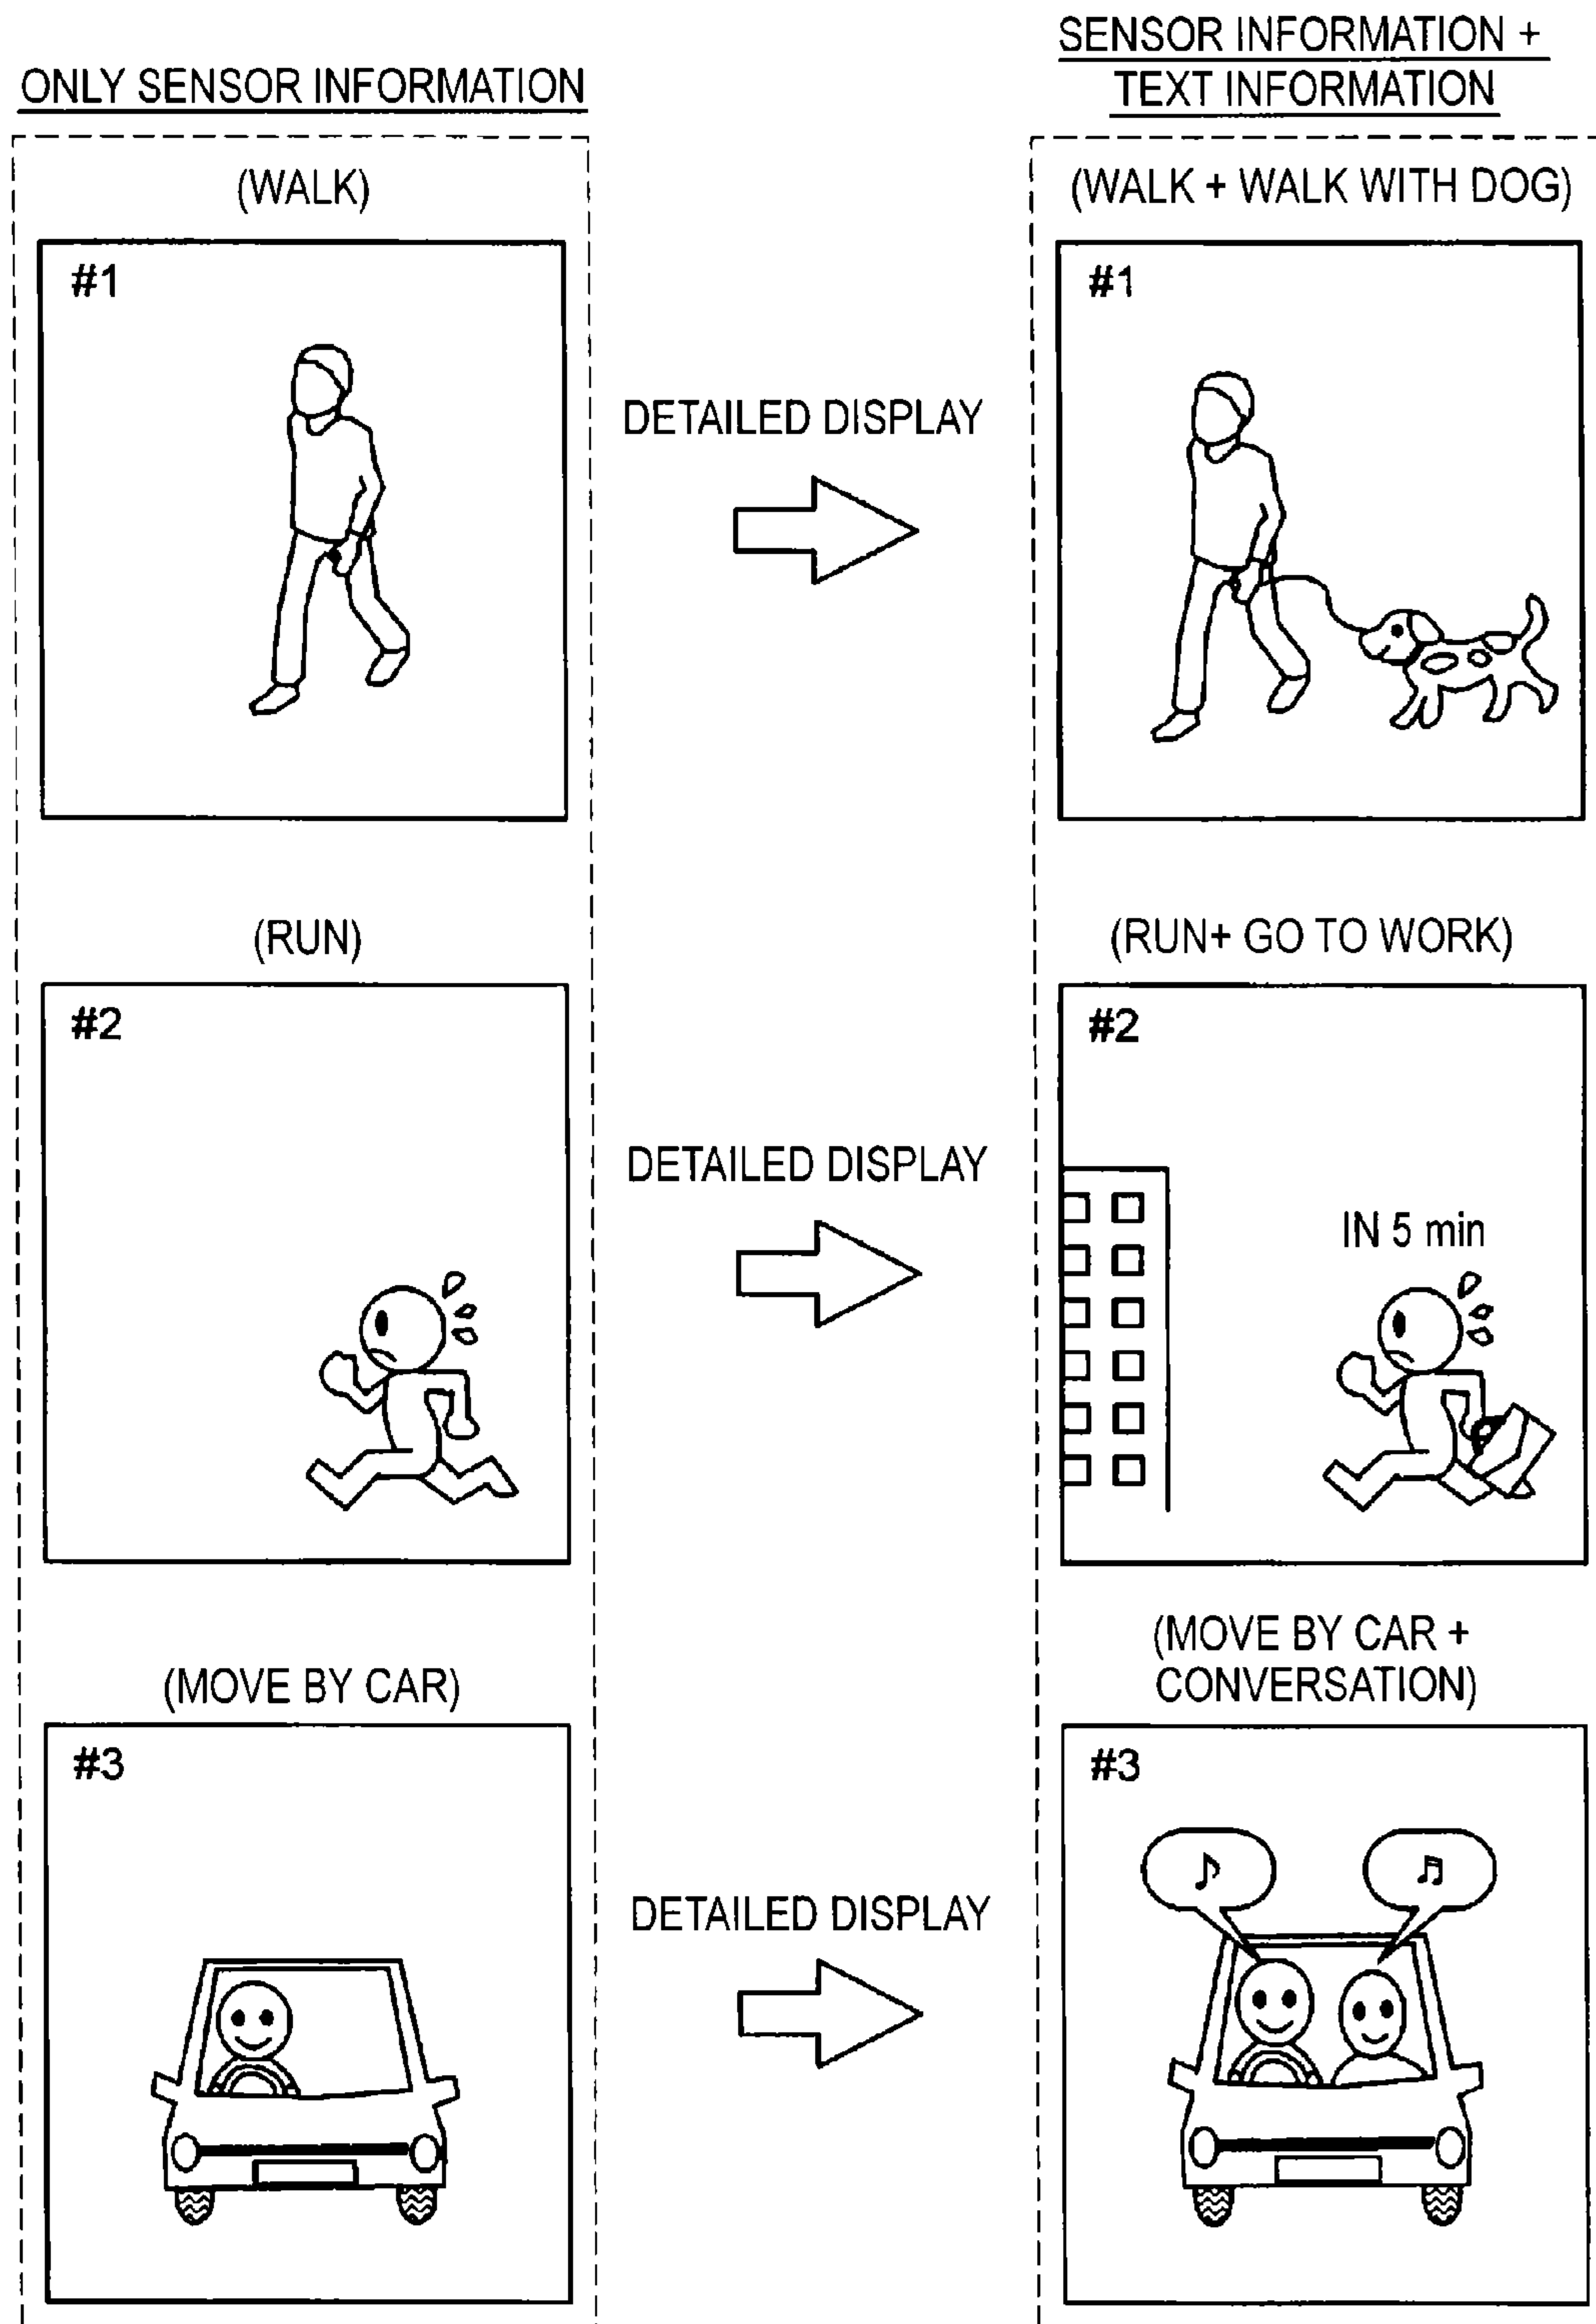 ONLY SENSOR INFORMATION
SENSOR INFORMATION +
TEXT INFORMATION
(WALK)
#1
DETAILED DISPLAY
(WALK + WALK WITH DOG)
#1
(RUN)
#2
DETAILED DISPLAY
(RUN+ GO TO WORK)
#2
IN 5 min
(MOVE BY CAR)
#3
DETAILED DISPLAY
(MOVE BY CAR +
CONVERSATION)
#3